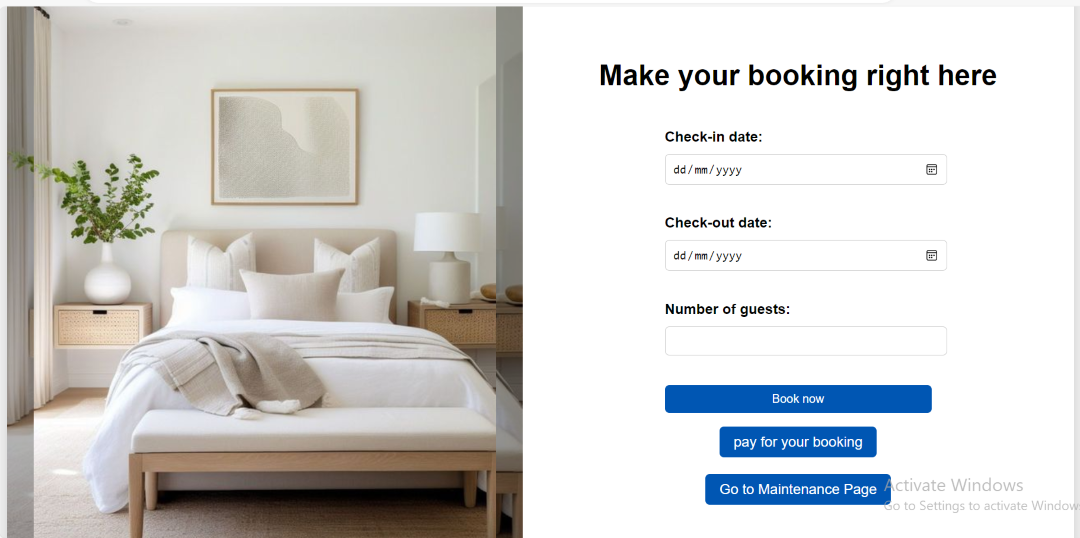 Make your booking right here
Check-in date:
dd/mm/yyyy
Check-out date:
dd/mm/yyyy
Number of guests:
Book now
pay for your booking
Go to Maintenance Page
Activate Windows
Go to Settings to activate Window